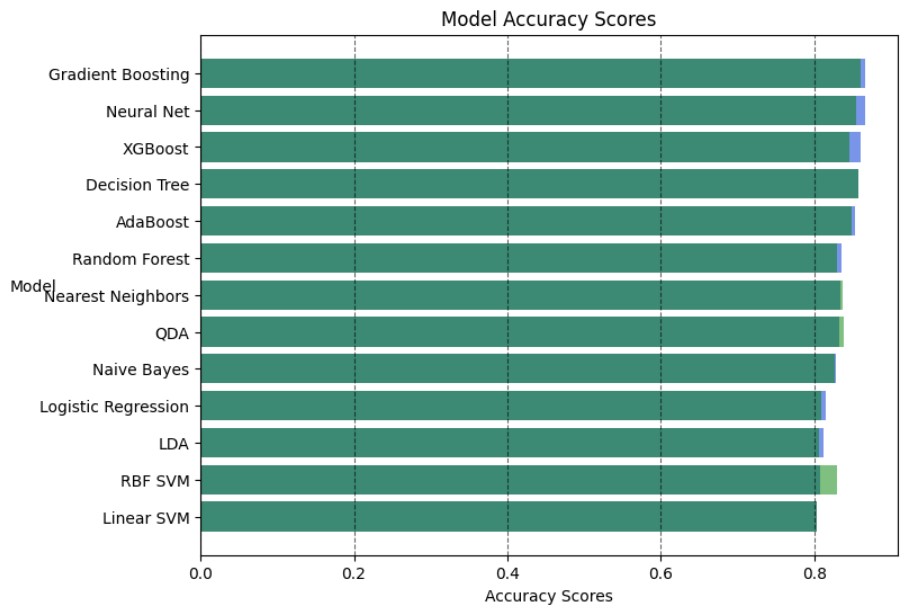 Model Accuracy Scores
Gradient Boosting
Neural Net
XGBoost
Decision Tree
AdaBoost
Random Forest
Model
Nearest Neighbors
QDA
Naive Bayes
Logistic Regression
LDA
RBF SVM
Linear SVM
0.0 0.2 0.4 0.6 0.8
Accuracy Scores